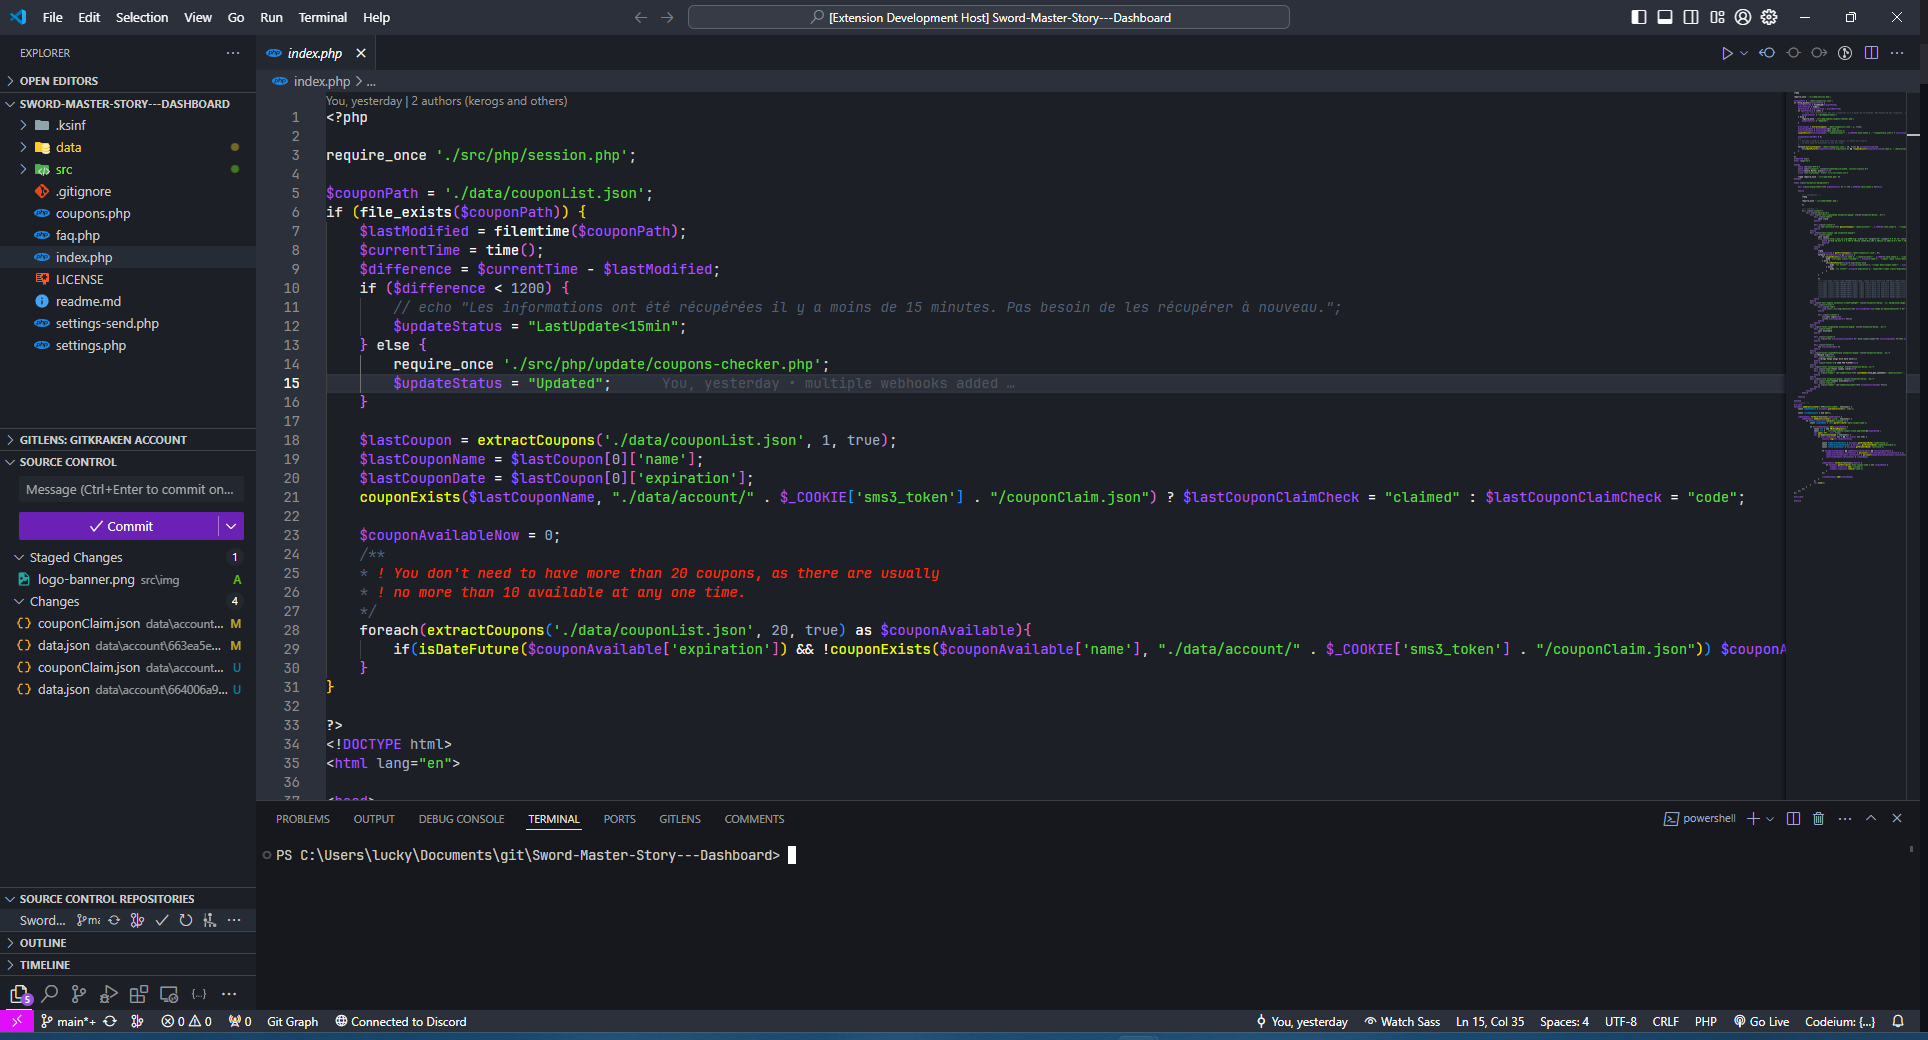 File Edit Selection View Go Run Terminal Help
[Extension Development Host] Sword-Master-Story---Dashboard
EXPLORER
OPEN EDITORS
SWORD-MASTER-STORY---DASHBOARD
.ksinf
data
src
.gitignore
coupons.php
faq.php
index.php
LICENSE
readme.md
settings-send.php
settings.php
GITLENS: GITKRAKEN ACCOUNT
SOURCE CONTROL
Message (Ctrl+Enter to commit on...
Commit
Staged Changes 1
logo-banner.png src\img A
Changes 4
couponClaim.json data\account... M
data.json data\account\663ea5e... M
couponClaim.json data\account... U
data.json data\account\664006a9... U
SOURCE CONTROL REPOSITORIES
Sword... ma
OUTLINE
TIMELINE
5
index.php
index.php > ...
You, yesterday | 2 authors (kerogs and others)
1 <?php
2
3 require_once './src/php/session.php';
4
5 $couponPath = './data/couponList.json';
6 if (file_exists($couponPath)) {
7 $lastModified = filemtime($couponPath);
8 $currentTime = time();
9 $difference = $currentTime - $lastModified;
10 if ($difference < 1200) {
11 // echo "Les informations ont été récupérées il y a moins de 15 minutes. Pas besoin de les récupérer à nouveau.";
12 $updateStatus = "LastUpdate<15min";
13 } else {
14 require_once './src/php/update/coupons-checker.php';
15 $updateStatus = "Updated"; You, yesterday • multiple webhooks added …
16 }
17
18 $lastCoupon = extractCoupons('./data/couponList.json', 1, true);
19 $lastCouponName = $lastCoupon[0]['name'];
20 $lastCouponDate = $lastCoupon[0]['expiration'];
21 couponExists($lastCouponName, "./data/account/" . $_COOKIE['sms3_token'] . "/couponClaim.json") ? $lastCouponClaimCheck = "claimed" : $lastCouponClaimCheck = "code";
22
23 $couponAvailableNow = 0;
24 /**
25 * ! You don't need to have more than 20 coupons, as there are usually
26 * ! no more than 10 available at any one time.
27 */
28 foreach(extractCoupons('./data/couponList.json', 20, true) as $couponAvailable){
29 if(isDateFuture($couponAvailable['expiration']) && !couponExists($couponAvailable['name'], "./data/account/" . $_COOKIE['sms3_token'] . "/couponClaim.json")) $couponA
30 }
31 }
32
33 ?>
34 <!DOCTYPE html>
35 <html lang="en">
36
37 <head>
PROBLEMS OUTPUT DEBUG CONSOLE TERMINAL PORTS GITLENS COMMENTS
powershell
PS C:\Users\lucky\Documents\git\Sword-Master-Story---Dashboard>
main*+ 0 0 0 Git Graph Connected to Discord
You, yesterday Watch Sass Ln 15, Col 35 Spaces: 4 UTF-8 CRLF PHP Go Live Codeium: {...}